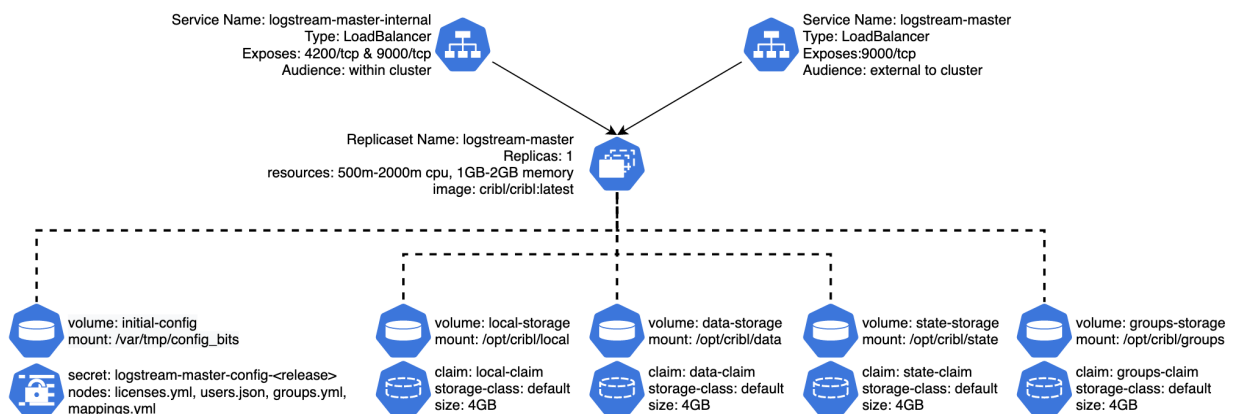 Service Name: logstream-master-internal
Type: LoadBalancer
Exposes: 4200/tcp & 9000/tcp
Audience: within cluster
Service Name: logstream-master
Type: LoadBalancer
Exposes:9000/tcp
Audience: external to cluster
Replicaset Name: logstream-master
Replicas: 1
resources: 500m-2000m cpu, 1GB-2GB memory
image: cribl/cribl:latest
volume: initial-config
mount: /var/tmp/config_bits
secret: logstream-master-config-<release>
nodes: licenses.yml, users.json, groups.yml,
mappings.yml
volume: local-storage
mount: /opt/cribl/local
claim: local-claim
storage-class: default
size: 4GB
volume: data-storage
mount: /opt/cribl/data
claim: data-claim
storage-class: default
size: 4GB
volume: state-storage
mount: /opt/cribl/state
claim: state-claim
storage-class: default
size: 4GB
volume: groups-storage
mount: /opt/cribl/groups
claim: groups-claim
storage-class: default
size: 4GB